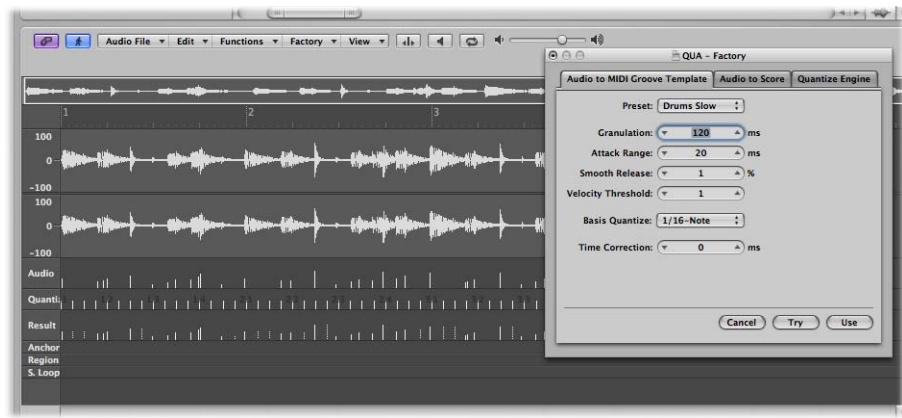 Audio File Edit Functions Factory View
QUA - Factory
Audio to MIDI Groove Template Audio to Score Quantize Engine
Preset: Drums Slow
Granulation: 120 ms
Attack Range: 20 ms
Smooth Release: 1 %
Velocity Threshold: 1
Basis Quantize: 1/16-Note
Time Correction: 0 ms
Cancel Try Use
1 2 3
100
0
-100
100
0
-100
Audio
Quanti
Result
Anchor
Region
S. Loop